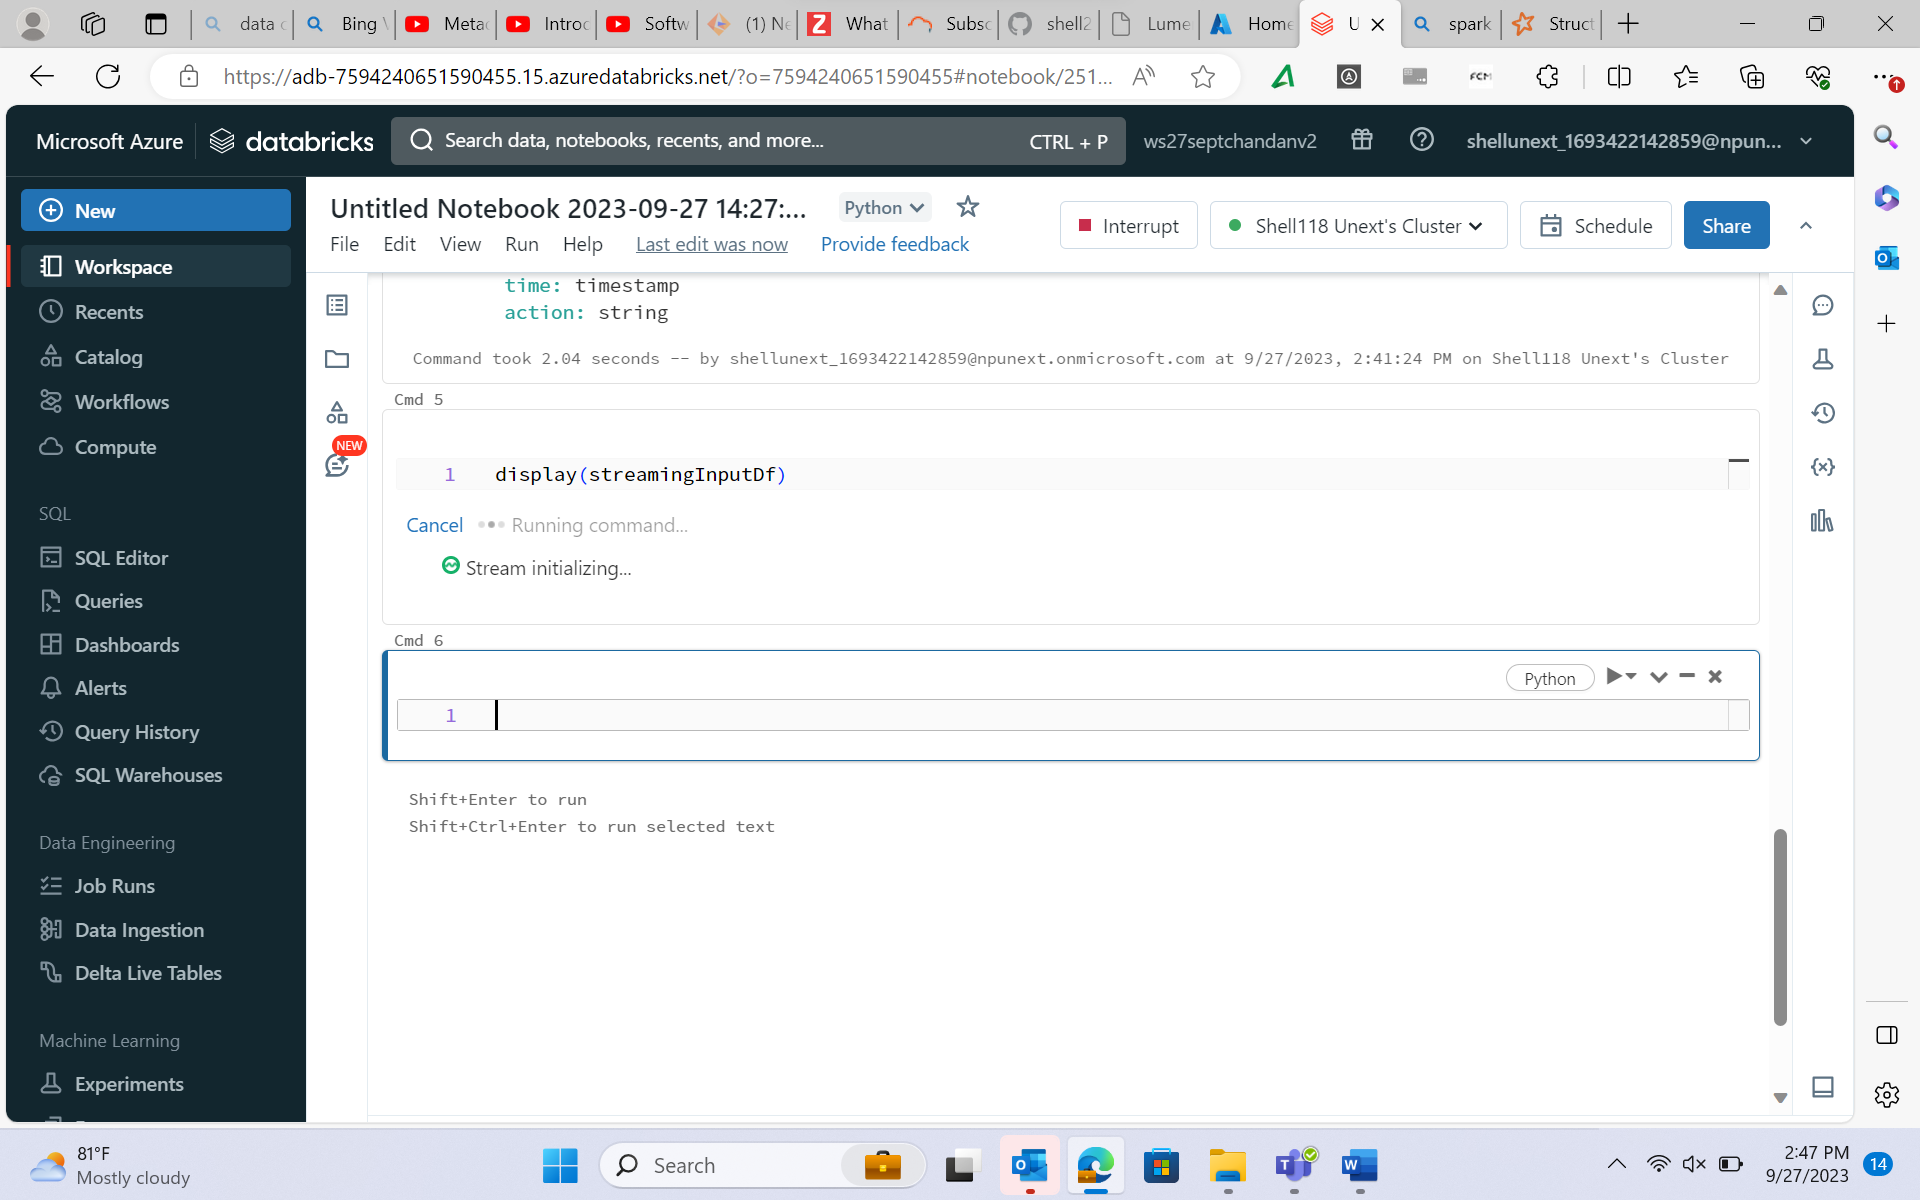 data c
Bing V
Metac
Introc
Softw
(1) Ne
What
Subsc
shell2
Lume
Home
U
spark
Struct
https://adb-7594240651590455.15.azuredatabricks.net/?o=7594240651590455#notebook/251...
FCM
Microsoft Azure
databricks
Search data, notebooks, recents, and more...
CTRL + P
ws27septchandanv2
shellunext_1693422142859@npun...
New
Workspace
Recents
Catalog
Workflows
Compute
SQL
SQL Editor
Queries
Dashboards
Alerts
Query History
SQL Warehouses
Data Engineering
Job Runs
Data Ingestion
Delta Live Tables
Machine Learning
Experiments
Untitled Notebook 2023-09-27 14:27:...
Python
File Edit View Run Help Last edit was now Provide feedback
Interrupt
Shell118 Unext's Cluster
Schedule
Share
NEW
time: timestamp
action: string
Command took 2.04 seconds -- by shellunext_1693422142859@npunext.onmicrosoft.com at 9/27/2023, 2:41:24 PM on Shell118 Unext's Cluster
Cmd 5
1 display(streamingInputDf)
Cancel Running command...
Stream initializing...
Cmd 6
Python
1
Shift+Enter to run
Shift+Ctrl+Enter to run selected text
81°F
Mostly cloudy
Search
2:47 PM
9/27/2023
14